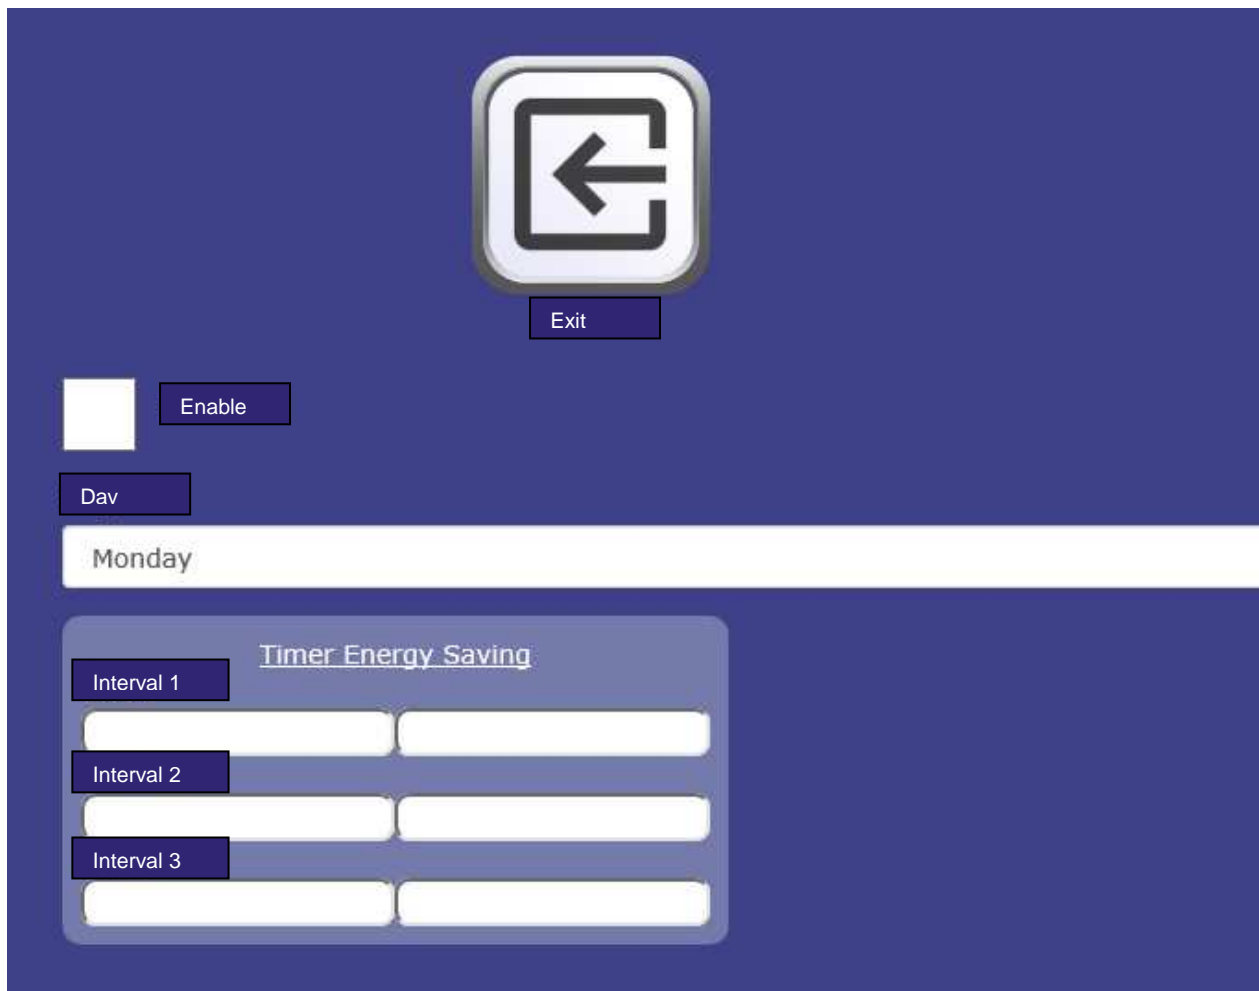 Exit
Enable
Dav
Monday
Timer Energy Saving
Interval 1
Interval 2
Interval 3